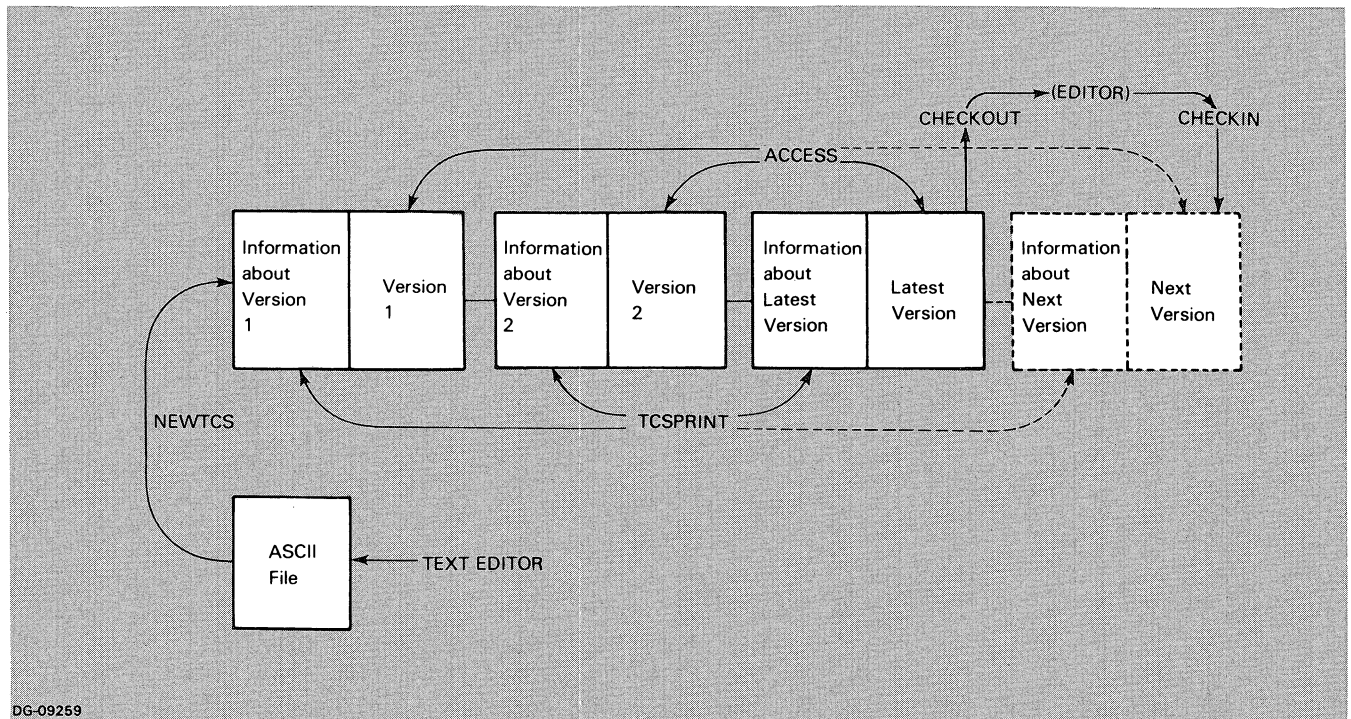 (EDITOR)
CHECKOUT
CHECKIN
ACCESS
Information
about
Version
1
Version
1
Information
about
Version
2
Version
2
Information
about
Latest
Version
Latest
Version
Information
about
Next
Version
Next
Version
NEWTCS
TCSPRINT
ASCII
File
TEXT EDITOR
DG-09259